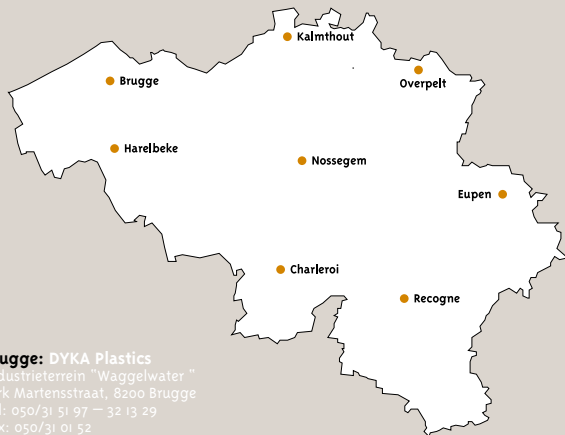 Kalmthout
Brugge
Overpelt
Harelbeke
Nossegem
Eupen
Charleroi
Recogne
ugge: DYKA Plastics
dustrieterrein "Waggelwater "
rk Martensstraat, 8200 Brugge
l: 050/31 51 97 – 32 13 29
x: 050/31 01 52